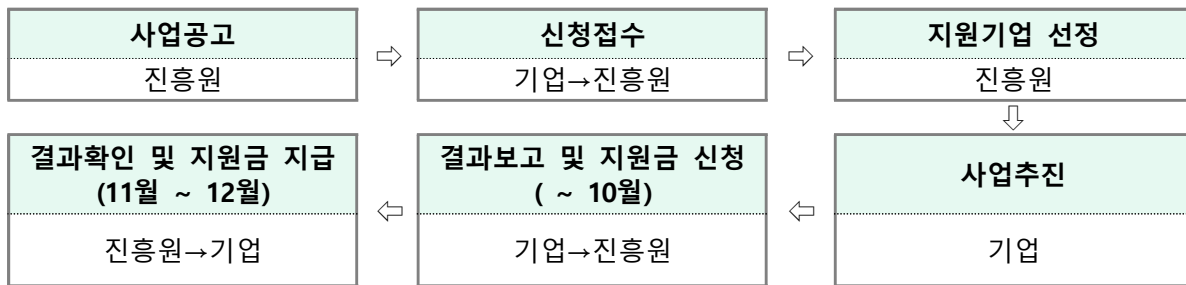 사업공고
진흥원
⇨
신청접수
기업→진흥원
⇨
지원기업 선정
진흥원
⇩
사업추진
기업
⇦
결과보고 및 지원금 신청
( ~ 10월)
기업→진흥원
⇦
결과확인 및 지원금 지급
(11월 ~ 12월)
진흥원→기업